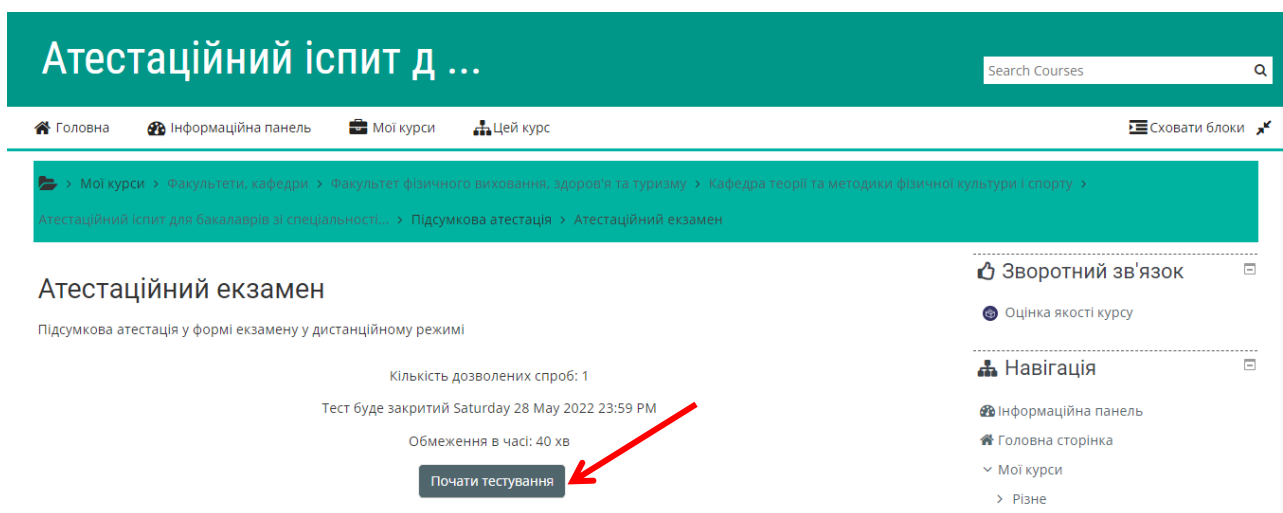 Атестаційний іспит д ...
Search Courses
Головна Інформаційна панель Мої курси Цей курс Сховати блоки
> Мої курси > Факультети, кафедри > Факультет фізичного виховання, здоров'я та туризму > Кафедра теорії та методики фізичної культури і спорту >
Атестаційний іспит для бакалаврів зі спеціальності... > Підсумкова атестація > Атестаційний екзамен
Атестаційний екзамен
Підсумкова атестація у формі екзамену у дистанційному режимі
Кількість дозволених спроб: 1
Тест буде закритий Saturday 28 May 2022 23:59 PM
Обмеження в часі: 40 хв
Почати тестування
Зворотний зв'язок
Оцінка якості курсу
Навігація
Інформаційна панель
Головна сторінка
Мої курси
> Різне